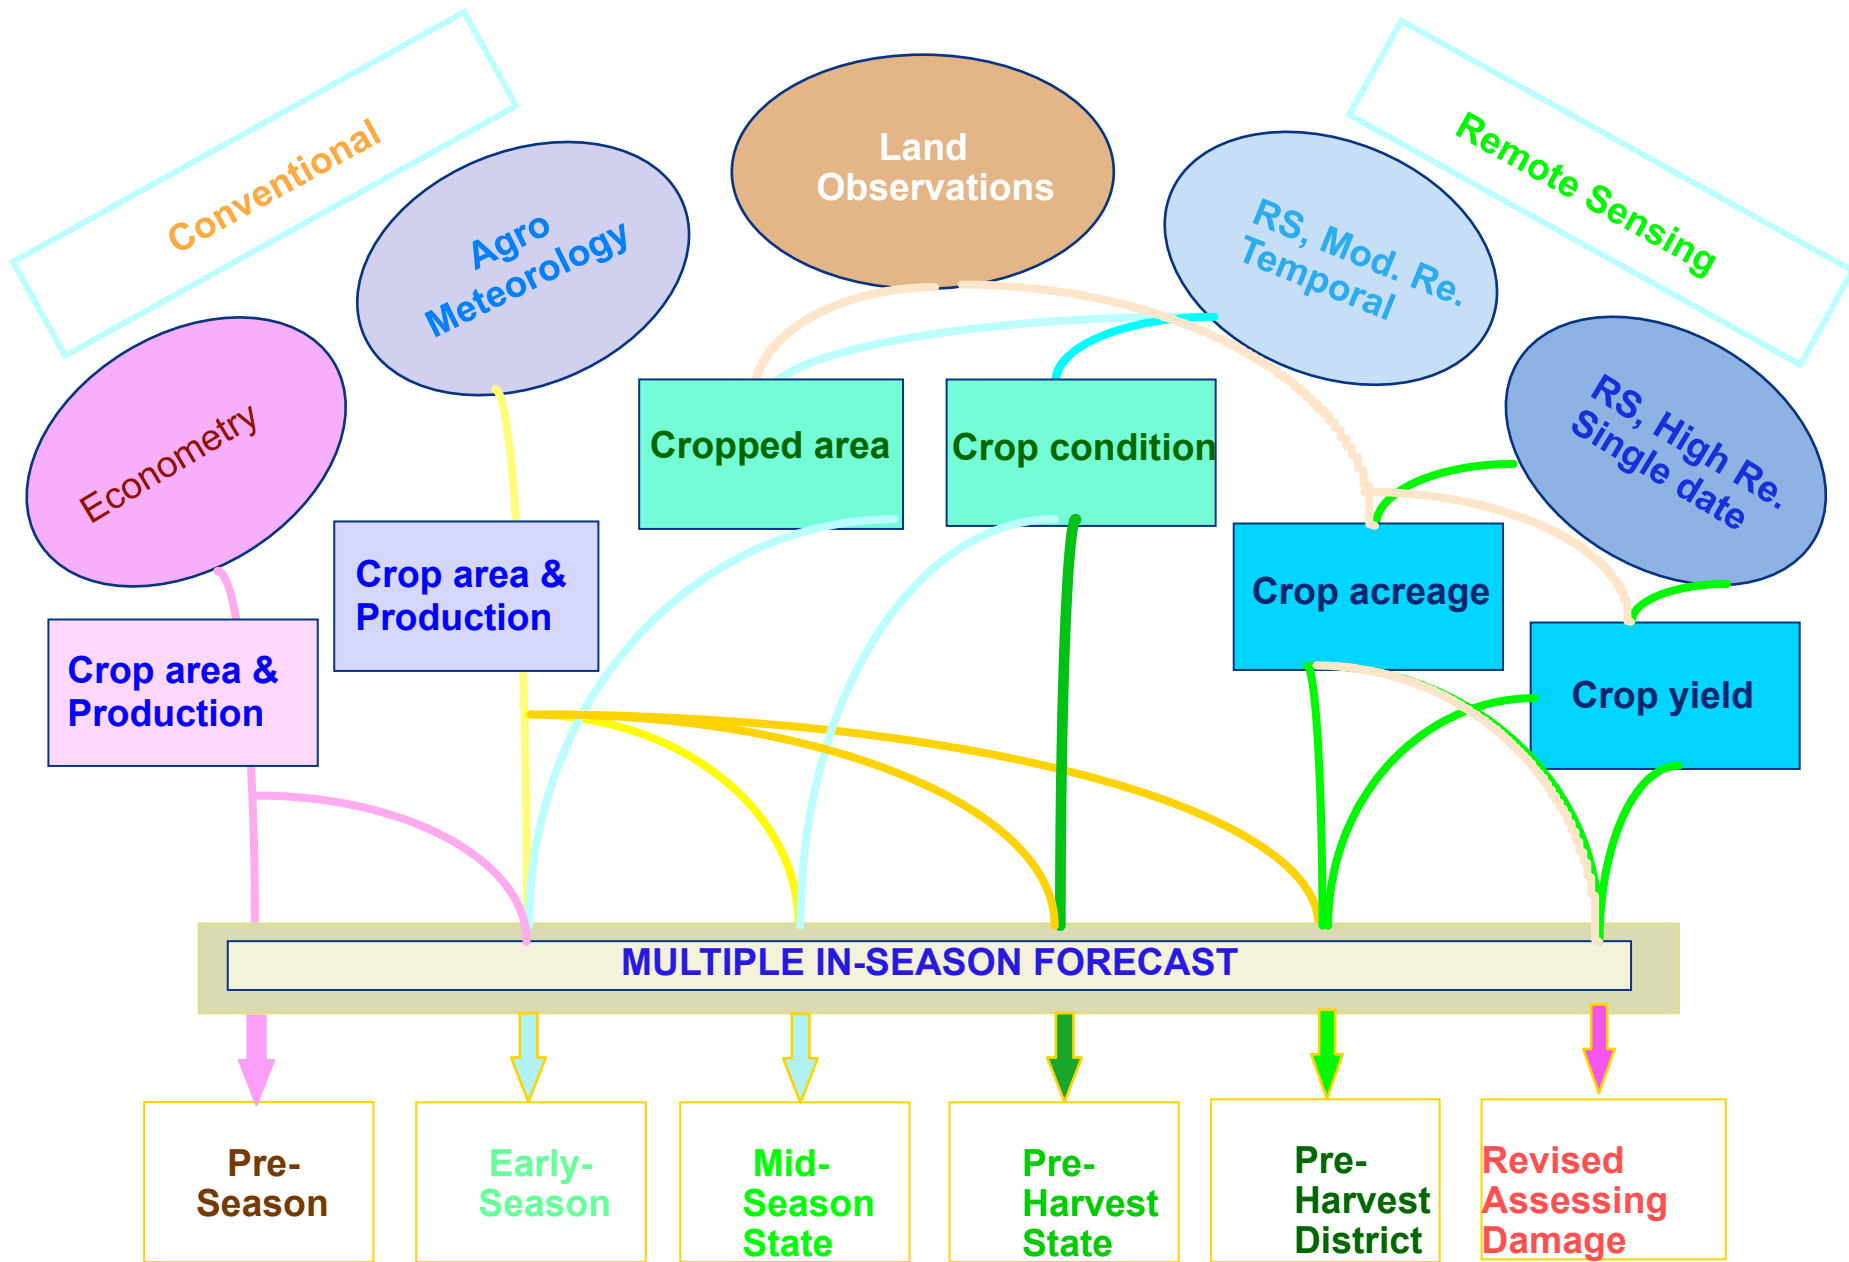 Conventional
Land
Observations
Remote Sensing
Agro
Meteorology
RS, Mod. Re.
Temporal
Econometry
RS, High Re.
Single date
Cropped area
Crop condition
Crop area &
Production
Crop acreage
Crop area &
Production
Crop yield
MULTIPLE IN-SEASON FORECAST
Pre-
Season
Early-
Season
Mid-
Season
State
Pre-
Harvest
State
Pre-
Harvest
District
Revised
Assessing
Damage